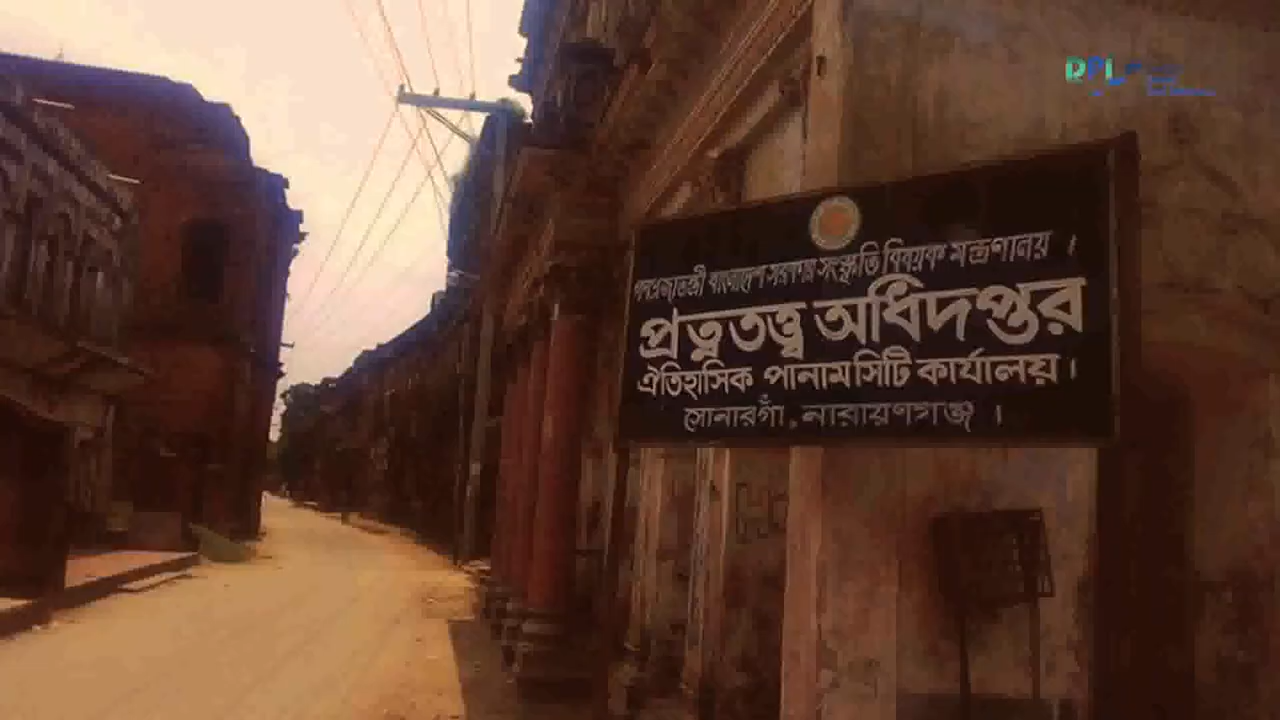 গণপ্রজাতন্ত্রী বাংলাদেশ সরকার সংস্কৃতি বিষয়ক মন্ত্রণালয় ।
প্রত্নতত্ত্ব অধিদপ্তর
ঐতিহাসিক পানামসিটি কার্যালয়।
সোনারগাঁ, নারায়ণগঞ্জ ।